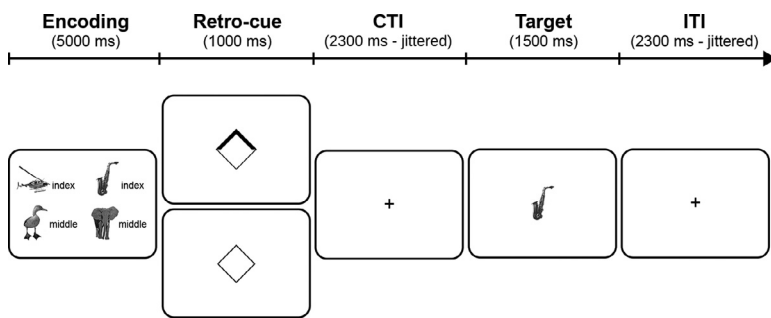 Encoding
(5000 ms)
Retro-cue
(1000 ms)
CTI
(2300 ms - jittered)
Target
(1500 ms)
ITI
(2300 ms - jittered)
index
index
middle
middle